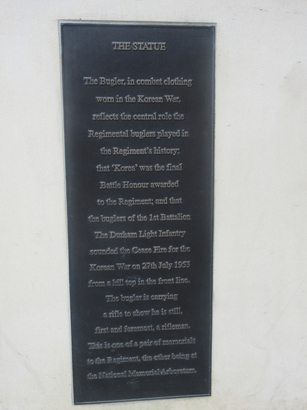 THE STATUE
The Bugler, in combat clothing
worn in the Korean War,
reflects the central role the
Regimental buglers played in
the Regiment's history;
that 'Korea' was the final
Battle Honour awarded
to the Regiment; and that
the buglers of the 1st Battalion
The Durham Light Infantry
sounded the Cease Fire for the
Korean War on 27th July 1953
from a hill top in the front line.
The bugler is carrying
a rifle to show he is still,
first and foremost, a rifleman.
This is one of a pair of memorials
to the Regiment, the other being at
the National Memorial Arboretum.